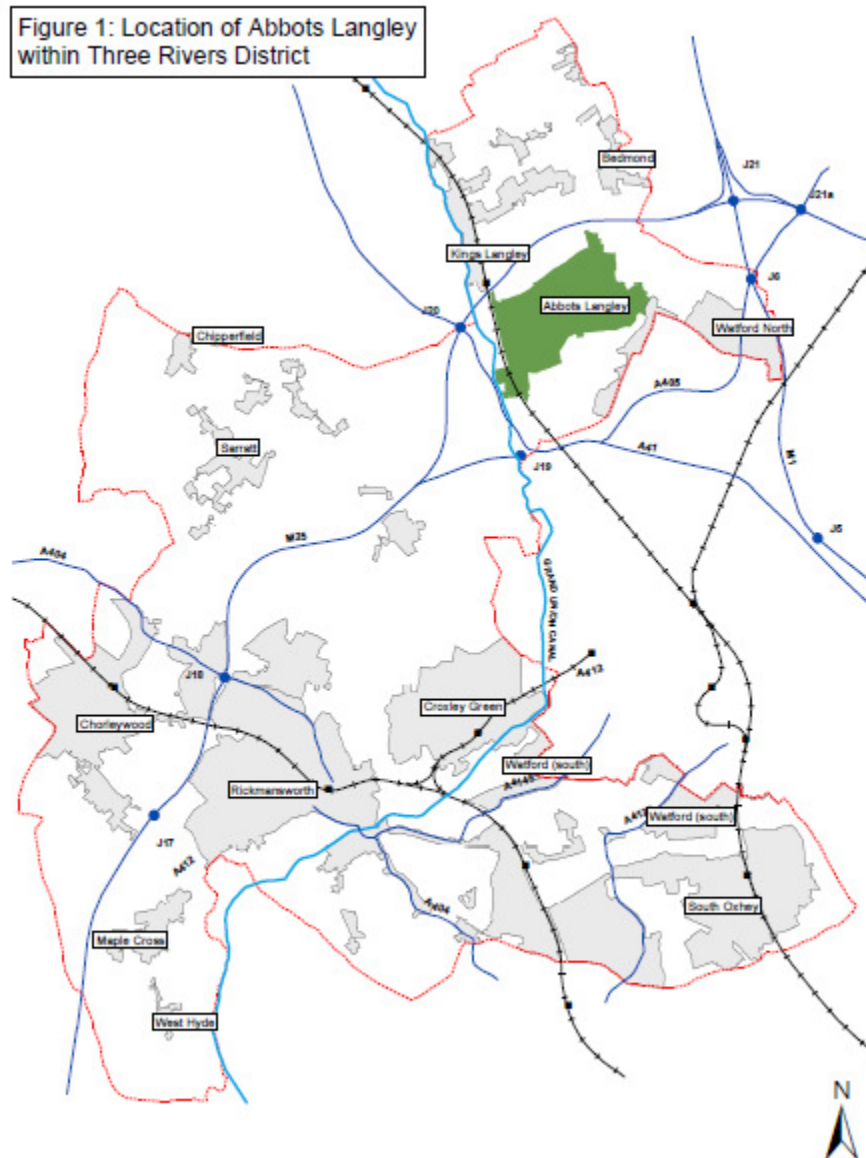 Figure 1: Location of Abbots Langley
within Three Rivers District
Bedmond
J21
J21a
Kings Langley
J6
Abbots Langley
J20
Watford North
Chipperfield
A405
Sarratt
A41
J19
M1
M25
J5
A404
GRAND UNION CANAL
J18
A412
Croxley Green
Chorleywood
Watford (south)
Rickmansworth
A4145
Watford (south)
J17
A412
South Oxhey
A404
Maple Cross
West Hyde
N